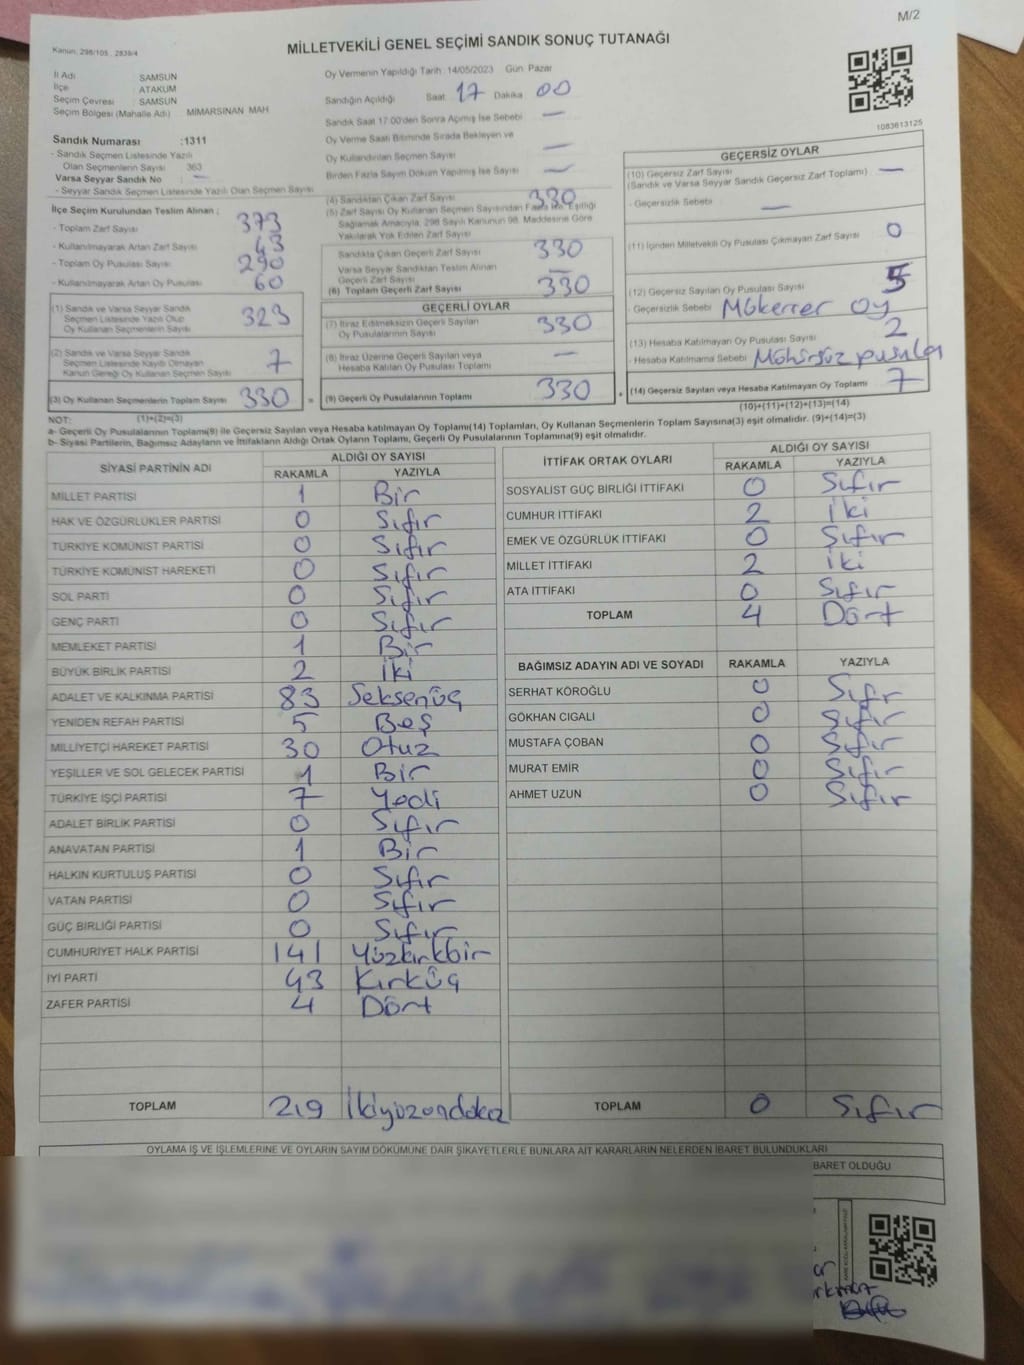 M/2
Kanun: 298/105 , 2839/4
MİLLETVEKİLİ GENEL SEÇİMİ SANDIK SONUÇ TUTANAĞI
İl Adı SAMSUN
İlçe : ATAKUM
Seçim Çevresi : SAMSUN
Seçim Bölgesi (Mahalle Adı) MİMARSINAN MAH
Oy Vermenin Yapıldığı Tarih : 14/05/2023 Gün: Pazar
Sandığın Açıldığı Saat 17 Dakika 00
Sandık Saat 17:00'den Sonra Açımış İse Sebebi —
Oy Verme Saati Bitiminde Sırada Bekleyen ve
Oy Kullandırılan Seçmen Sayısı —
Birden Fazla Sayım Döküm Yapılmış İse Sayısı —
1083613125
Sandık Numarası :1311
- Sandık Seçmen Listesinde Yazılı
Olan Seçmenlerin Sayısı 363
Varsa Seyyar Sandık No : —
- Seyyar Sandık Seçmen Listesinde Yazılı Olan Seçmen Sayısı
İlçe Seçim Kurulundan Teslim Alınan ;
- Toplam Zarf Sayısı 373
- Kullanılmayarak Artan Zarf Sayısı 43
- Toplam Oy Pusulası Sayısı 290
- Kullanılmayarak Artan Oy Pusulası 60
(1) Sandık ve Varsa Seyyar Sandık
Seçmen Listesinde Yazılı Olup
Oy Kullanan Seçmenlerin Sayısı 323
(2) Sandık ve Varsa Seyyar Sandık
Seçmen Listesinde Kayıtlı Olmayan
Kanun Gereği Oy Kullanan Seçmen Sayısı 7
(3) Oy Kullanan Seçmenlerin Toplam Sayısı 330 =
(4) Sandıktan Çıkan Zarf Sayısı 330
(5) Zarf Sayısı Oy Kullanan Seçmen Sayısından Fazla İse, Eşitliği
Sağlamak Amacıyla, 298 Sayılı Kanunun 98. Maddesine Göre
Yakılarak Yok Edilen Zarf Sayısı —
Sandıkta Çıkan Geçerli Zarf Sayısı 330
Varsa Seyyar Sandıktan Teslim Alınan
Geçerli Zarf Sayısı
(6) Toplam Geçerli Zarf Sayısı 330
GEÇERLİ OYLAR
(7) İtiraz Edilmeksizin Geçerli Sayılan
Oy Pusulalarının Sayısı 330
(8) İtiraz Üzerine Geçerli Sayılan veya
Hesaba Katılan Oy Pusulası Toplamı —
(9) Geçerli Oy Pusulalarının Toplamı 330 +
GEÇERSİZ OYLAR
(10) Geçersiz Zarf Sayısı
(Sandık ve Varsa Seyyar Sandık Geçersiz Zarf Toplamı) —
- Geçersizlik Sebebi : —
(11) İçinden Milletvekili Oy Pusulası Çıkmayan Zarf Sayısı 0
(12) Geçersiz Sayılan Oy Pusulası Sayısı 5
- Geçersizlik Sebebi : Mükerrer oy
(13) Hesaba Katılmayan Oy Pusulası Sayısı 2
- Hesaba Katılmama Sebebi : Mühürsüz pusula
(14) Geçersiz Sayılan veya Hesaba Katılmayan Oy Toplamı 7
NOT: (1)+(2)=(3) (10)+(11)+(12)+(13)=(14)
a- Geçerli Oy Pusulalarının Toplamı(9) ile Geçersiz Sayılan veya Hesaba katılmayan Oy Toplamı(14) Toplamları, Oy Kullanan Seçmenlerin Toplam Sayısına(3) eşit olmalıdır. (9)+(14)=(3)
b- Siyasi Partilerin, Bağımsız Adayların ve İttifakların Aldığı Ortak Oyların Toplamı, Geçerli Oy Pusulalarının Toplamına(9) eşit olmalıdır.
SİYASİ PARTİNİN ADI ALDIĞI OY SAYISI
RAKAMLA YAZIYLA
MİLLET PARTİSİ 1 Bir
HAK VE ÖZGÜRLÜKLER PARTİSİ 0 Sıfır
TÜRKİYE KOMÜNİST PARTİSİ 0 Sıfır
TÜRKİYE KOMÜNİST HAREKETİ 0 Sıfır
SOL PARTİ 0 Sıfır
GENÇ PARTİ 0 Sıfır
MEMLEKET PARTİSİ 1 Bir
BÜYÜK BİRLİK PARTİSİ 2 İki
ADALET VE KALKINMA PARTİSİ 83 Seksenüç
YENİDEN REFAH PARTİSİ 5 Beş
MİLLİYETÇİ HAREKET PARTİSİ 30 Otuz
YEŞİLLER VE SOL GELECEK PARTİSİ 1 Bir
TÜRKİYE İŞÇİ PARTİSİ 7 Yedi
ADALET BİRLİK PARTİSİ 0 Sıfır
ANAVATAN PARTİSİ 1 Bir
HALKIN KURTULUŞ PARTİSİ 0 Sıfır
VATAN PARTİSİ 0 Sıfır
GÜÇ BİRLİĞİ PARTİSİ 0 Sıfır
CUMHURİYET HALK PARTİSİ 141 Yüzkırkbir
İYİ PARTİ 43 Kırküç
ZAFER PARTİSİ 4 Dört
TOPLAM 219
İTTİFAK ORTAK OYLARI ALDIĞI OY SAYISI
RAKAMLA YAZIYLA
SOSYALİST GÜÇ BİRLİĞİ İTTİFAKI 0 Sıfır
CUMHUR İTTİFAKI 2 İki
EMEK VE ÖZGÜRLÜK İTTİFAKI 0 Sıfır
MİLLET İTTİFAKI 2 İki
ATA İTTİFAKI 0 Sıfır
TOPLAM 4 Dört
BAĞIMSIZ ADAYIN ADI VE SOYADI RAKAMLA YAZIYLA
SERHAT KÖROĞLU 0 Sıfır
GÖKHAN CIGALI 0 Sıfır
MUSTAFA ÇOBAN 0 Sıfır
MURAT EMİR 0 Sıfır
AHMET UZUN 0 Sıfır
TOPLAM 0 Sıfır
OYLAMA İŞ VE İŞLEMLERİNE VE OYLARIN SAYIM DÖKÜMÜNE DAİR ŞİKAYETLERLE BUNLARA AİT KARARLARIN NELERDEN İBARET BULUNDUKLARI
BARET OLDUĞU